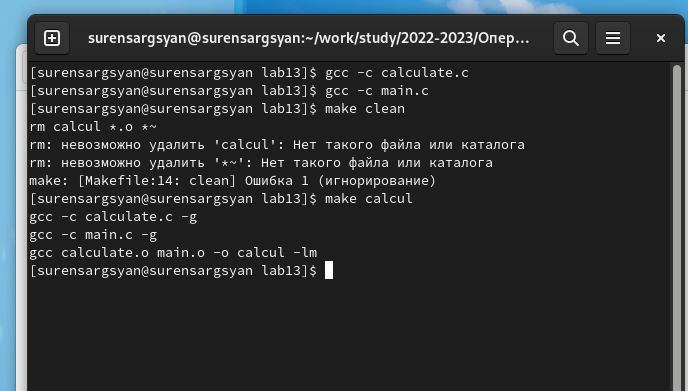 surensargsyan@surensargsyan:~/work/study/2022-2023/Опер...
[surensargsyan@surensargsyan lab13]$ gcc -c calculate.c
[surensargsyan@surensargsyan lab13]$ gcc -c main.c
[surensargsyan@surensargsyan lab13]$ make clean
rm calcul *.o *~
rm: невозможно удалить 'calcul': Нет такого файла или каталога
rm: невозможно удалить '*~': Нет такого файла или каталога
make: [Makefile:14: clean] Ошибка 1 (игнорирование)
[surensargsyan@surensargsyan lab13]$ make calcul
gcc -c calculate.c -g
gcc -c main.c -g
gcc calculate.o main.o -o calcul -lm
[surensargsyan@surensargsyan lab13]$